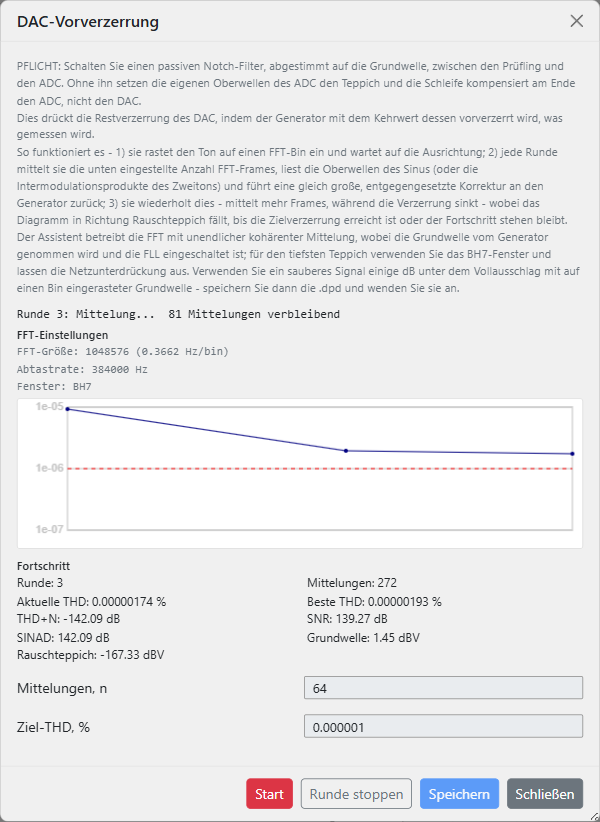 DAC-Vorverzerrung
PFLICHT: Schalten Sie einen passiven Notch-Filter, abgestimmt auf die Grundwelle, zwischen den Prüfling und
den ADC. Ohne ihn setzen die eigenen Oberwellen des ADC den Teppich und die Schleife kompensiert am Ende
den ADC, nicht den DAC.
Dies drückt die Restverzerrung des DAC, indem der Generator mit dem Kehrwert dessen vorverzerrt wird, was
gemessen wird.
So funktioniert es - 1) sie rastet den Ton auf einen FFT-Bin ein und wartet auf die Ausrichtung; 2) jede Runde
mittelt sie die unten eingestellte Anzahl FFT-Frames, liest die Oberwellen des Sinus (oder die
Intermodulationsprodukte des Zweitons) und führt eine gleich große, entgegengesetzte Korrektur an den
Generator zurück; 3) sie wiederholt dies - mittelt mehr Frames, während die Verzerrung sinkt - wobei das
Diagramm in Richtung Rauschteppich fällt, bis die Zielverzerrung erreicht ist oder der Fortschritt stehen bleibt.
Der Assistent betreibt die FFT mit unendlicher kohärenter Mittelung, wobei die Grundwelle vom Generator
genommen wird und die FLL eingeschaltet ist; für den tiefsten Teppich verwenden Sie das BH7-Fenster und
lassen die Netzunterdrückung aus. Verwenden Sie ein sauberes Signal einige dB unter dem Vollausschlag mit auf
einen Bin eingerasteter Grundwelle - speichern Sie dann die .dpd und wenden Sie sie an.
Runde 3: Mittelung... 81 Mittelungen verbleibend
FFT-Einstellungen
FFT-Größe: 1048576 (0.3662 Hz/bin)
Abtastrate: 384000 Hz
Fenster: BH7
1e-05
1e-06
1e-07
Fortschritt
Runde: 3
Mittelungen: 272
Aktuelle THD: 0.00000174 %
Beste THD: 0.00000193 %
THD+N: -142.09 dB
SNR: 139.27 dB
SINAD: 142.09 dB
Grundwelle: 1.45 dBV
Rauschteppich: -167.33 dBV
Mittelungen, n
64
Ziel-THD, %
0.000001
Start
Runde stoppen
Speichern
Schließen